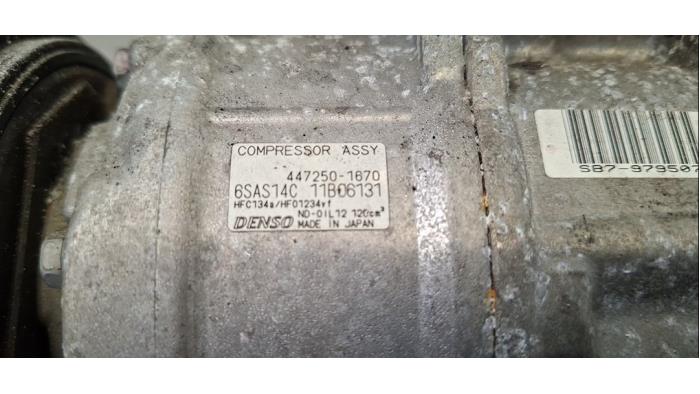 COMPRESSOR ASSY
447250-1670
6SAS14C 11B06131
HFC134a/HFO1234yf
ND-OIL12 120cm³
DENSO MADE IN JAPAN
S87-979507